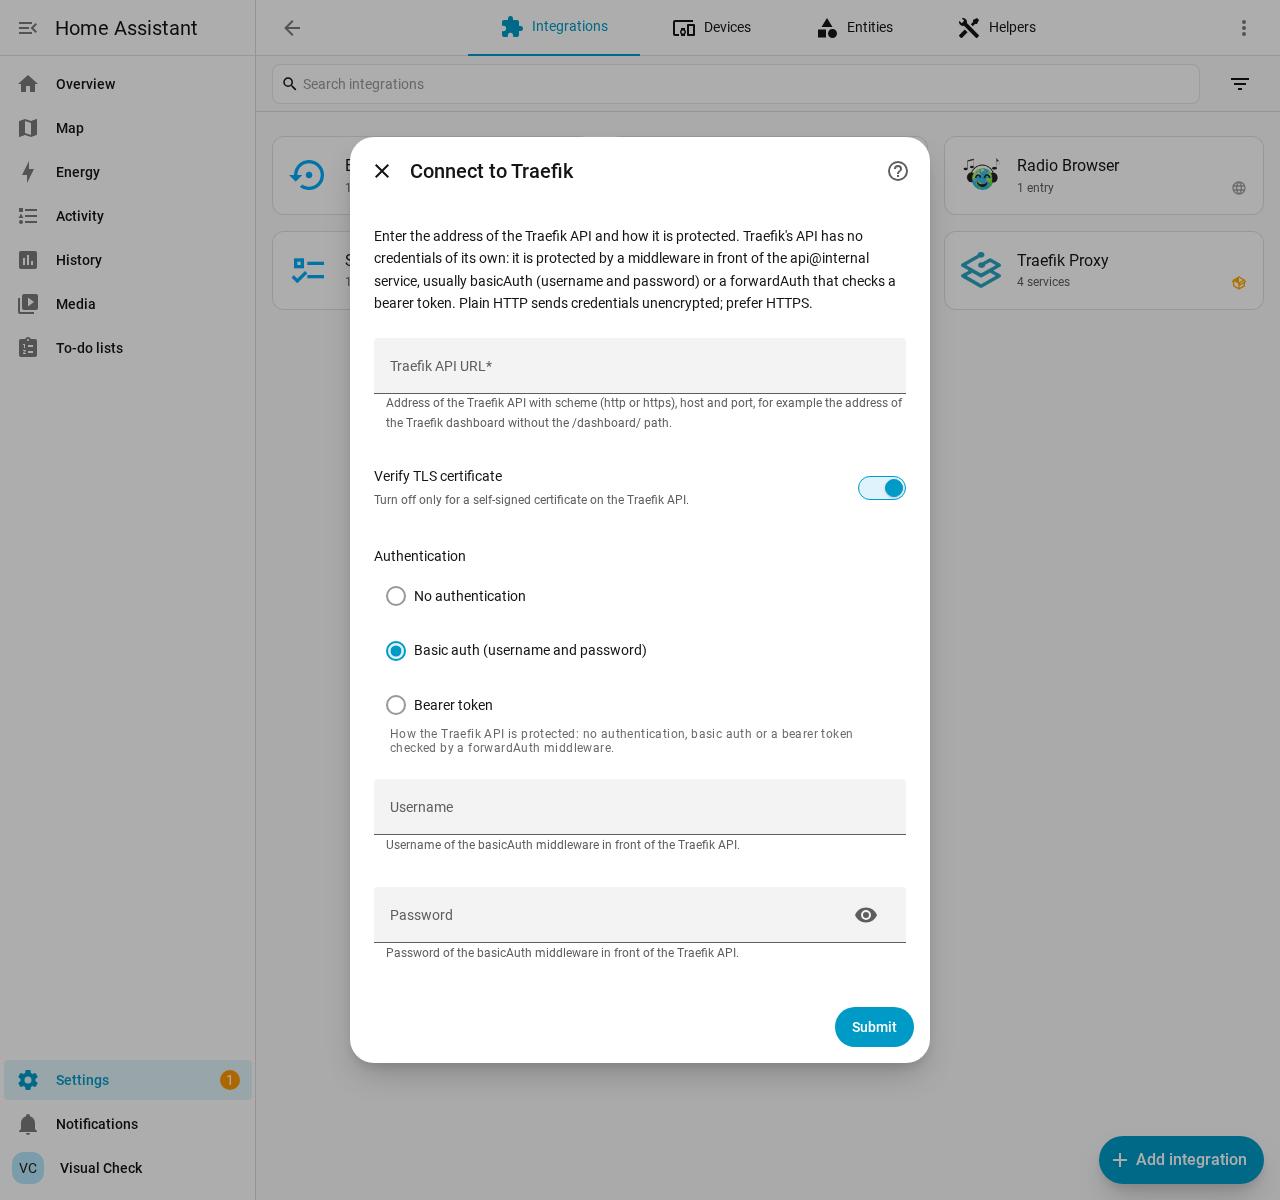 Home Assistant
Integrations
Devices
Entities
Helpers
Search integrations
Overview
Map
Energy
Activity
History
Media
To-do lists
Settings
1
Notifications
VC
Visual Check
Radio Browser
1 entry
Traefik Proxy
4 services
Connect to Traefik
Enter the address of the Traefik API and how it is protected. Traefik's API has no
credentials of its own: it is protected by a middleware in front of the api@internal
service, usually basicAuth (username and password) or a forwardAuth that checks a
bearer token. Plain HTTP sends credentials unencrypted; prefer HTTPS.
Traefik API URL*
Address of the Traefik API with scheme (http or https), host and port, for example the address of
the Traefik dashboard without the /dashboard/ path.
Verify TLS certificate
Turn off only for a self-signed certificate on the Traefik API.
Authentication
No authentication
Basic auth (username and password)
Bearer token
How the Traefik API is protected: no authentication, basic auth or a bearer token
checked by a forwardAuth middleware.
Username
Username of the basicAuth middleware in front of the Traefik API.
Password
Password of the basicAuth middleware in front of the Traefik API.
Submit
Add integration